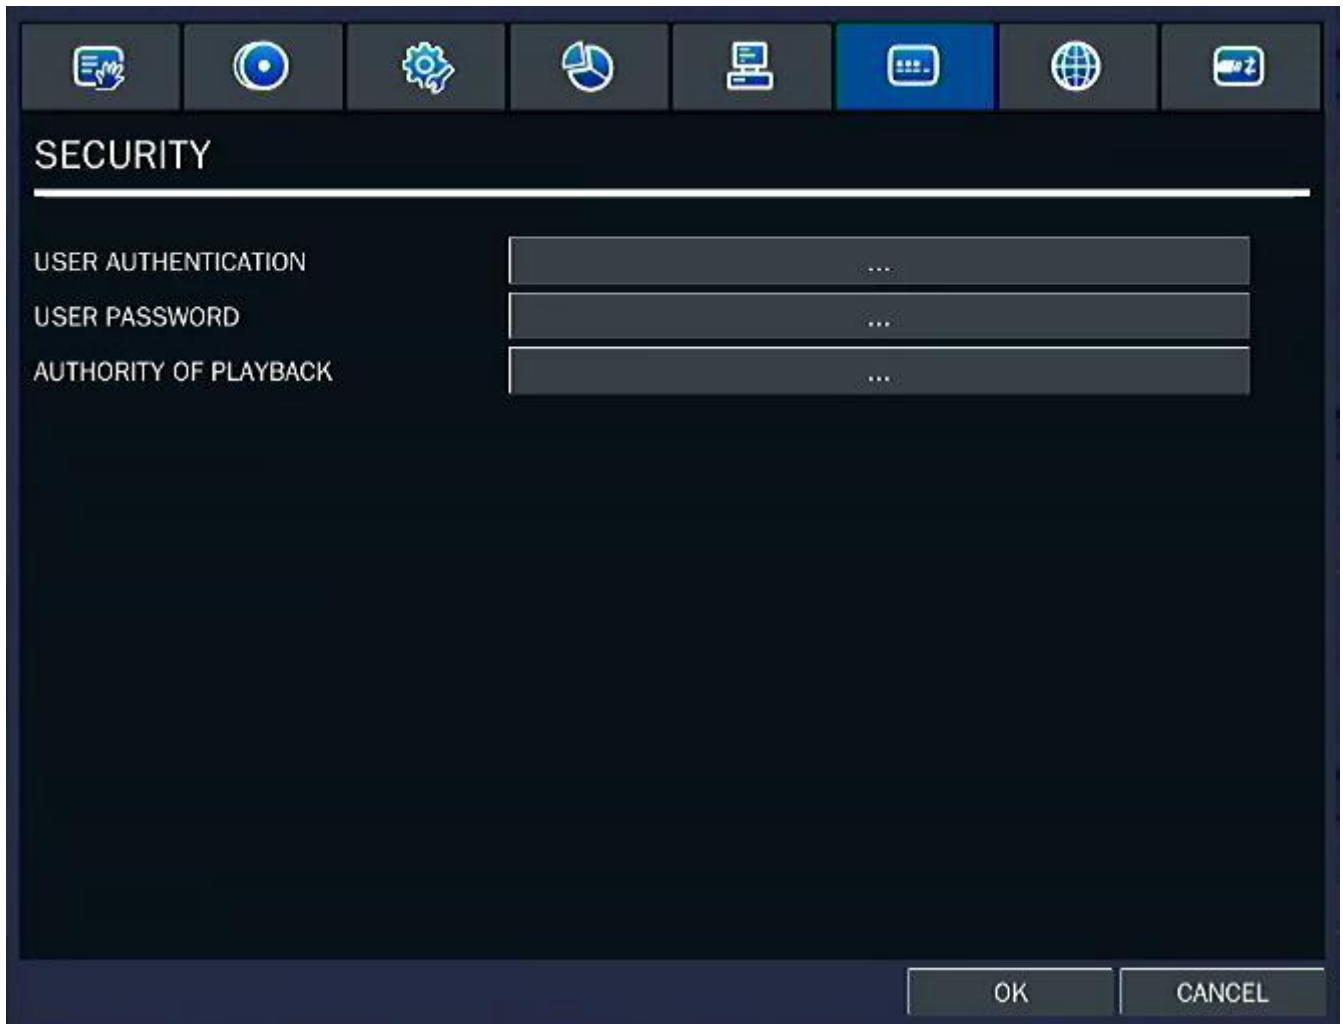 SECURITY
USER AUTHENTICATION ...
USER PASSWORD ...
AUTHORITY OF PLAYBACK ...
OK CANCEL